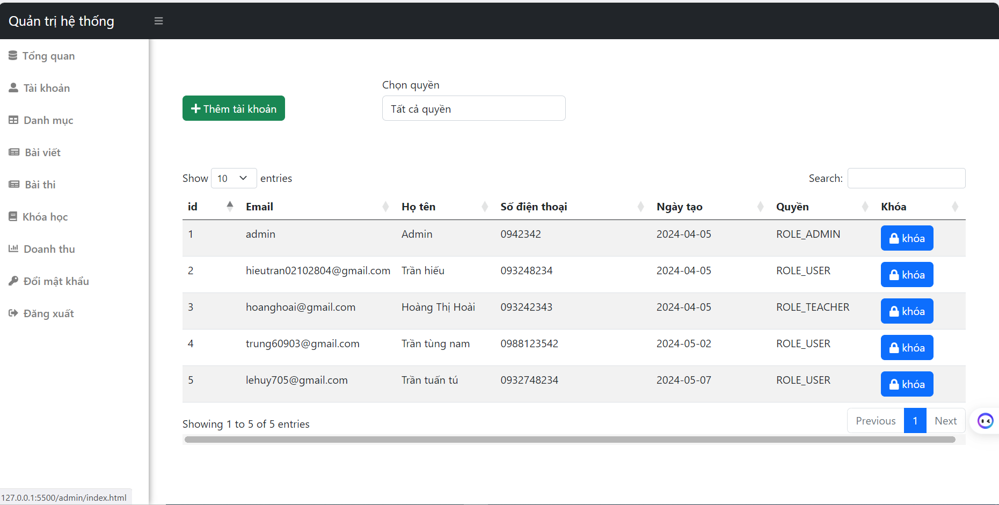 Quản trị hệ thống
Tổng quan
Tài khoản
Danh mục
Bài viết
Bài thi
Khóa học
Doanh thu
Đổi mật khẩu
Đăng xuất
Chọn quyền
Thêm tài khoản
Tất cả quyền
Show 10 entries
Search:
id Email Họ tên Số điện thoại Ngày tạo Quyền Khóa
1 admin Admin 0942342 2024-04-05 ROLE_ADMIN khóa
2 hieutran02102804@gmail.com Trần hiếu 093248234 2024-04-05 ROLE_USER khóa
3 hoanghoai@gmail.com Hoàng Thị Hoài 093242343 2024-04-05 ROLE_TEACHER khóa
4 trung60903@gmail.com Trần tùng nam 0988123542 2024-05-02 ROLE_USER khóa
5 lehuy705@gmail.com Trần tuấn tú 0932748234 2024-05-07 ROLE_USER khóa
Showing 1 to 5 of 5 entries
Previous 1 Next
127.0.0.1:5500/admin/index.html